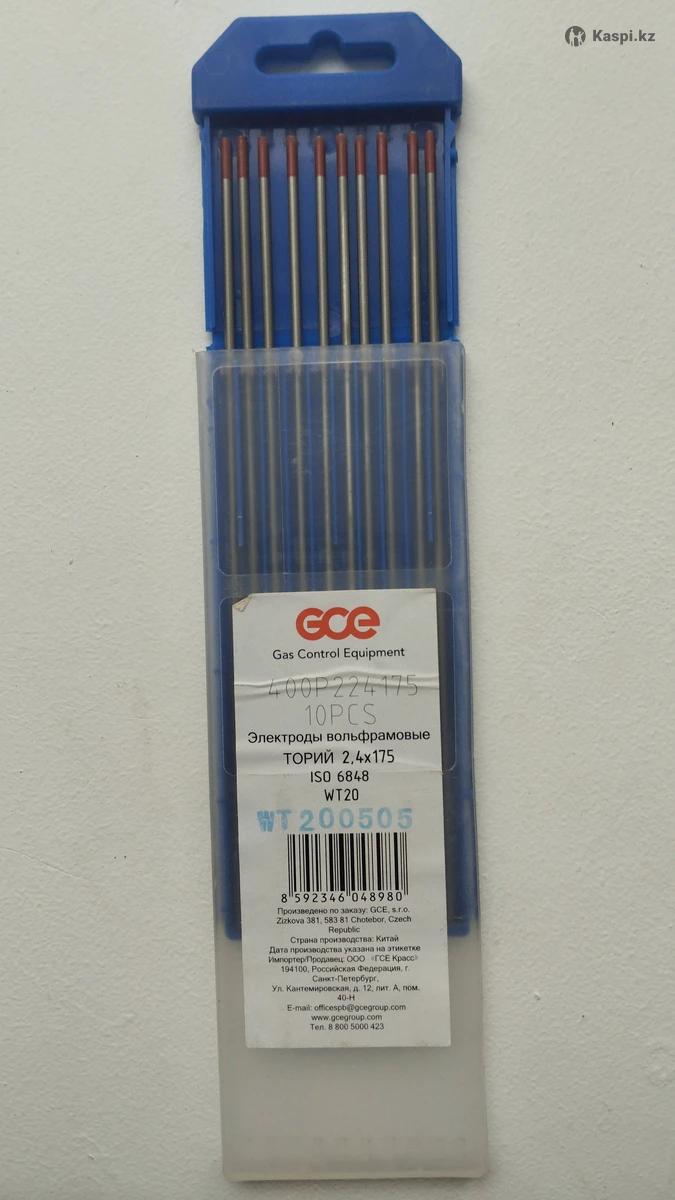 Kaspi.kz
GCE
Gas Control Equipment
400P224175
10PCS
Электроды вольфрамовые
ТОРИЙ 2,4x175
ISO 6848
WT20
WT200505
8 592346 048980
Произведено по заказу: GCE, s.r.o.
Zizkova 381, 583 81 Chotebor, Czech
Republic
Страна производства: Китай
Дата производства указана на этикетке
Импортер/Продавец: ООО «ГСЕ Красс»
194100, Российская Федерация, г.
Санкт-Петербург,
Ул. Кантемировская, д. 12, лит. А, пом.
40-Н
E-mail: officespb@gcegroup.com
www.gcegroup.com
Тел. 8 800 5000 423